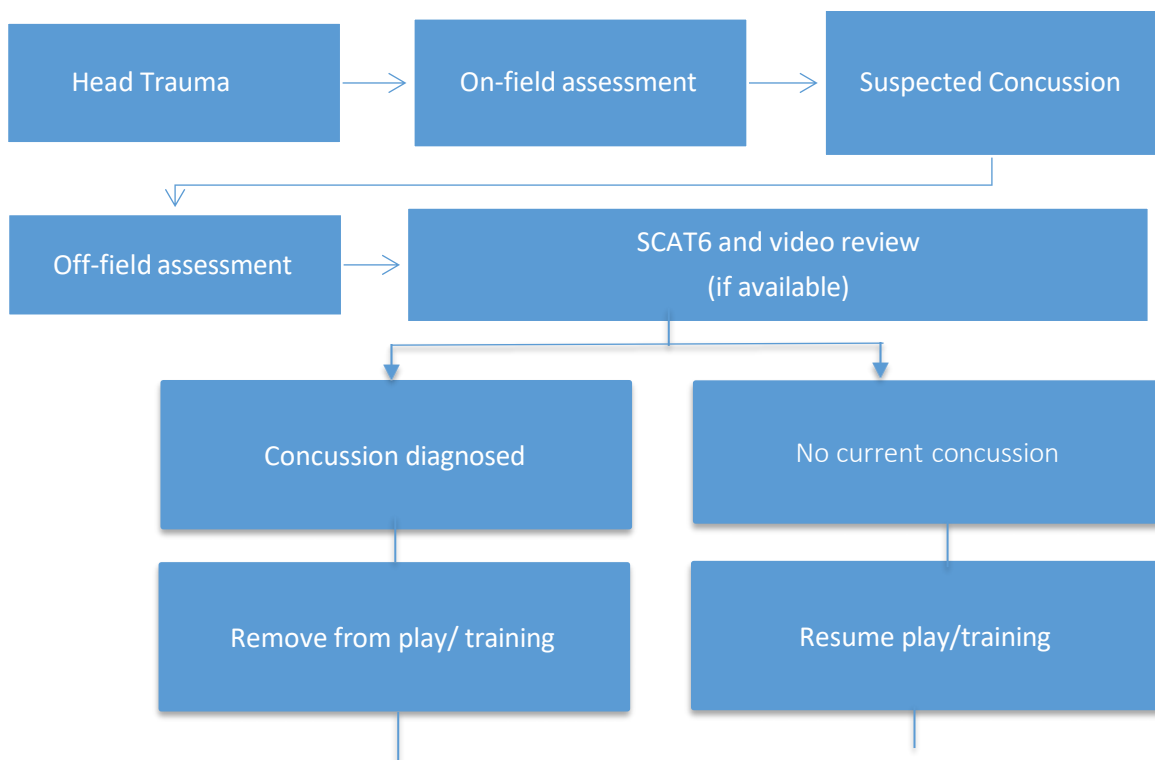 Head Trauma
On-field assessment
Suspected Concussion
Off-field assessment
SCAT6 and video review
(if available)
Concussion diagnosed
No current concussion
Remove from play/ training
Resume play/training